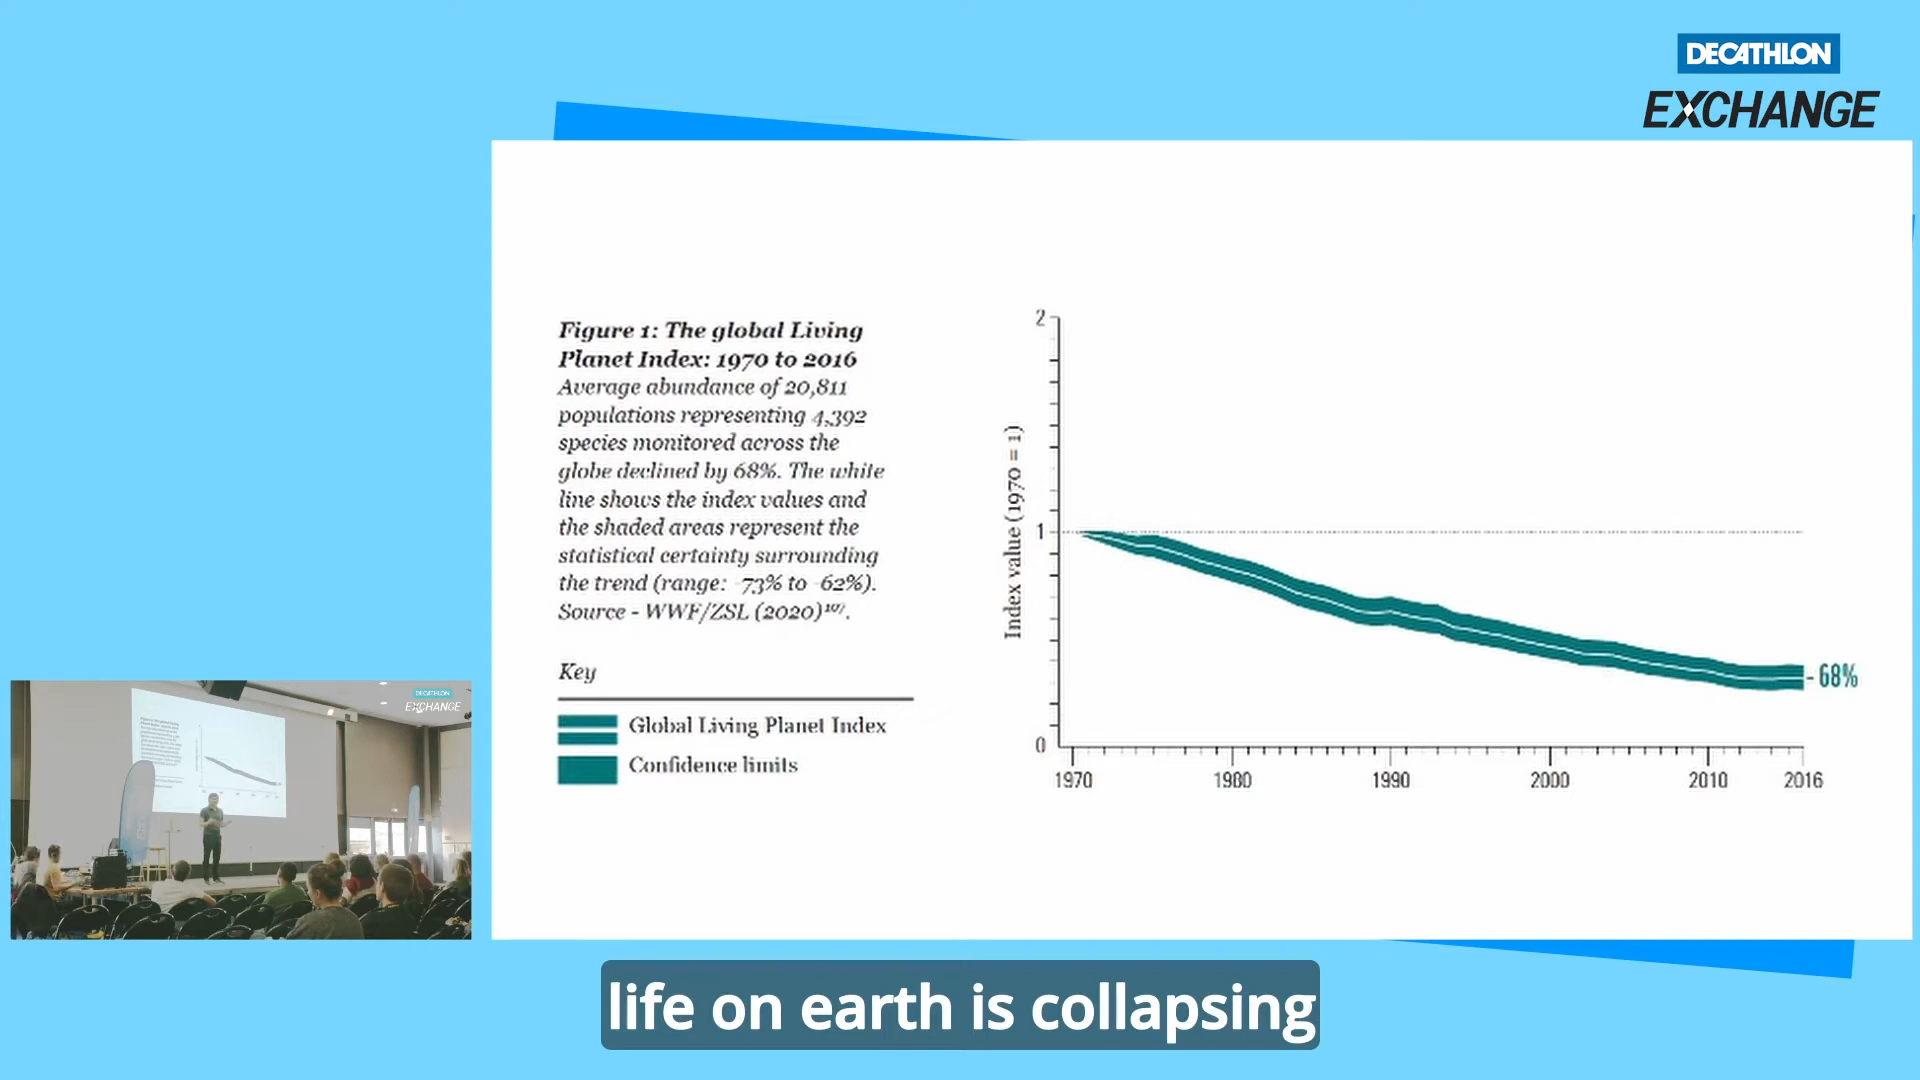 DECATHLON
EXCHANGE
Figure 1: The global Living
Planet Index: 1970 to 2016
Average abundance of 20,811
populations representing 4,392
species monitored across the
globe declined by 68%. The white
line shows the index values and
the shaded areas represent the
statistical certainty surrounding
the trend (range: -73% to -62%).
Source - WWF/ZSL (2020)¹⁰⁷.
Key
Global Living Planet Index
Confidence limits
Index value (1970 = 1)
2
1
0
1970 1980 1990 2000 2010 2016
- 68%
DECATHLON
EXCHANGE
life on earth is collapsing